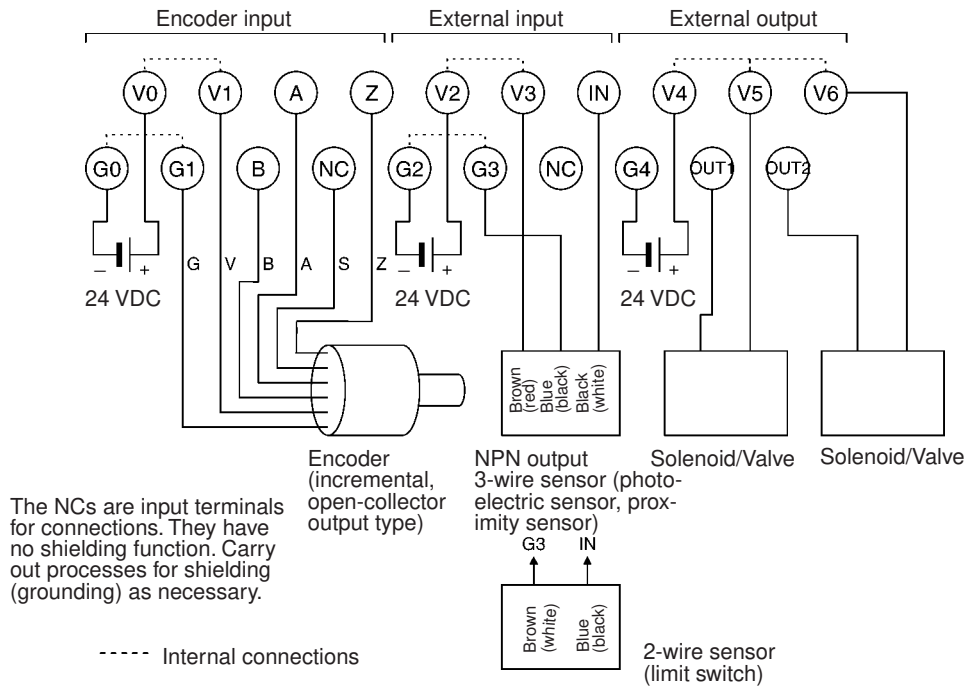 Encoder input External input External output
V0 V1 A Z V2 V3 IN V4 V5 V6
G0 G1 B NC G2 G3 NC G4 OUT1 OUT2
G V B A S Z
– + – + – +
24 VDC 24 VDC 24 VDC
Brown
(red)
Blue
(black)
Black
(white)
Encoder
(incremental,
open-collector
output type)
NPN output
3-wire sensor (photo-
electric sensor, prox-
imity sensor)
Solenoid/Valve Solenoid/Valve
The NCs are input terminals
for connections. They have
no shielding function. Carry
out processes for shielding
(grounding) as necessary.
G3 IN
Brown
(white)
Blue
(black)
2-wire sensor
(limit switch)
Internal connections